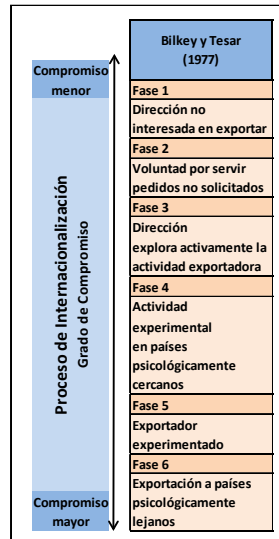 Bilkey y Tesar
(1977)
Compromiso
menor
Proceso de Internacionalización
Grado de Compromiso
Compromiso
mayor
Fase 1
Dirección no
interesada en exportar
Fase 2
Voluntad por servir
pedidos no solicitados
Fase 3
Dirección
explora activamente la
actividad exportadora
Fase 4
Actividad
experimental
en países
psicológicamente
cercanos
Fase 5
Exportador
experimentado
Fase 6
Exportación a países
psicológicamente
lejanos